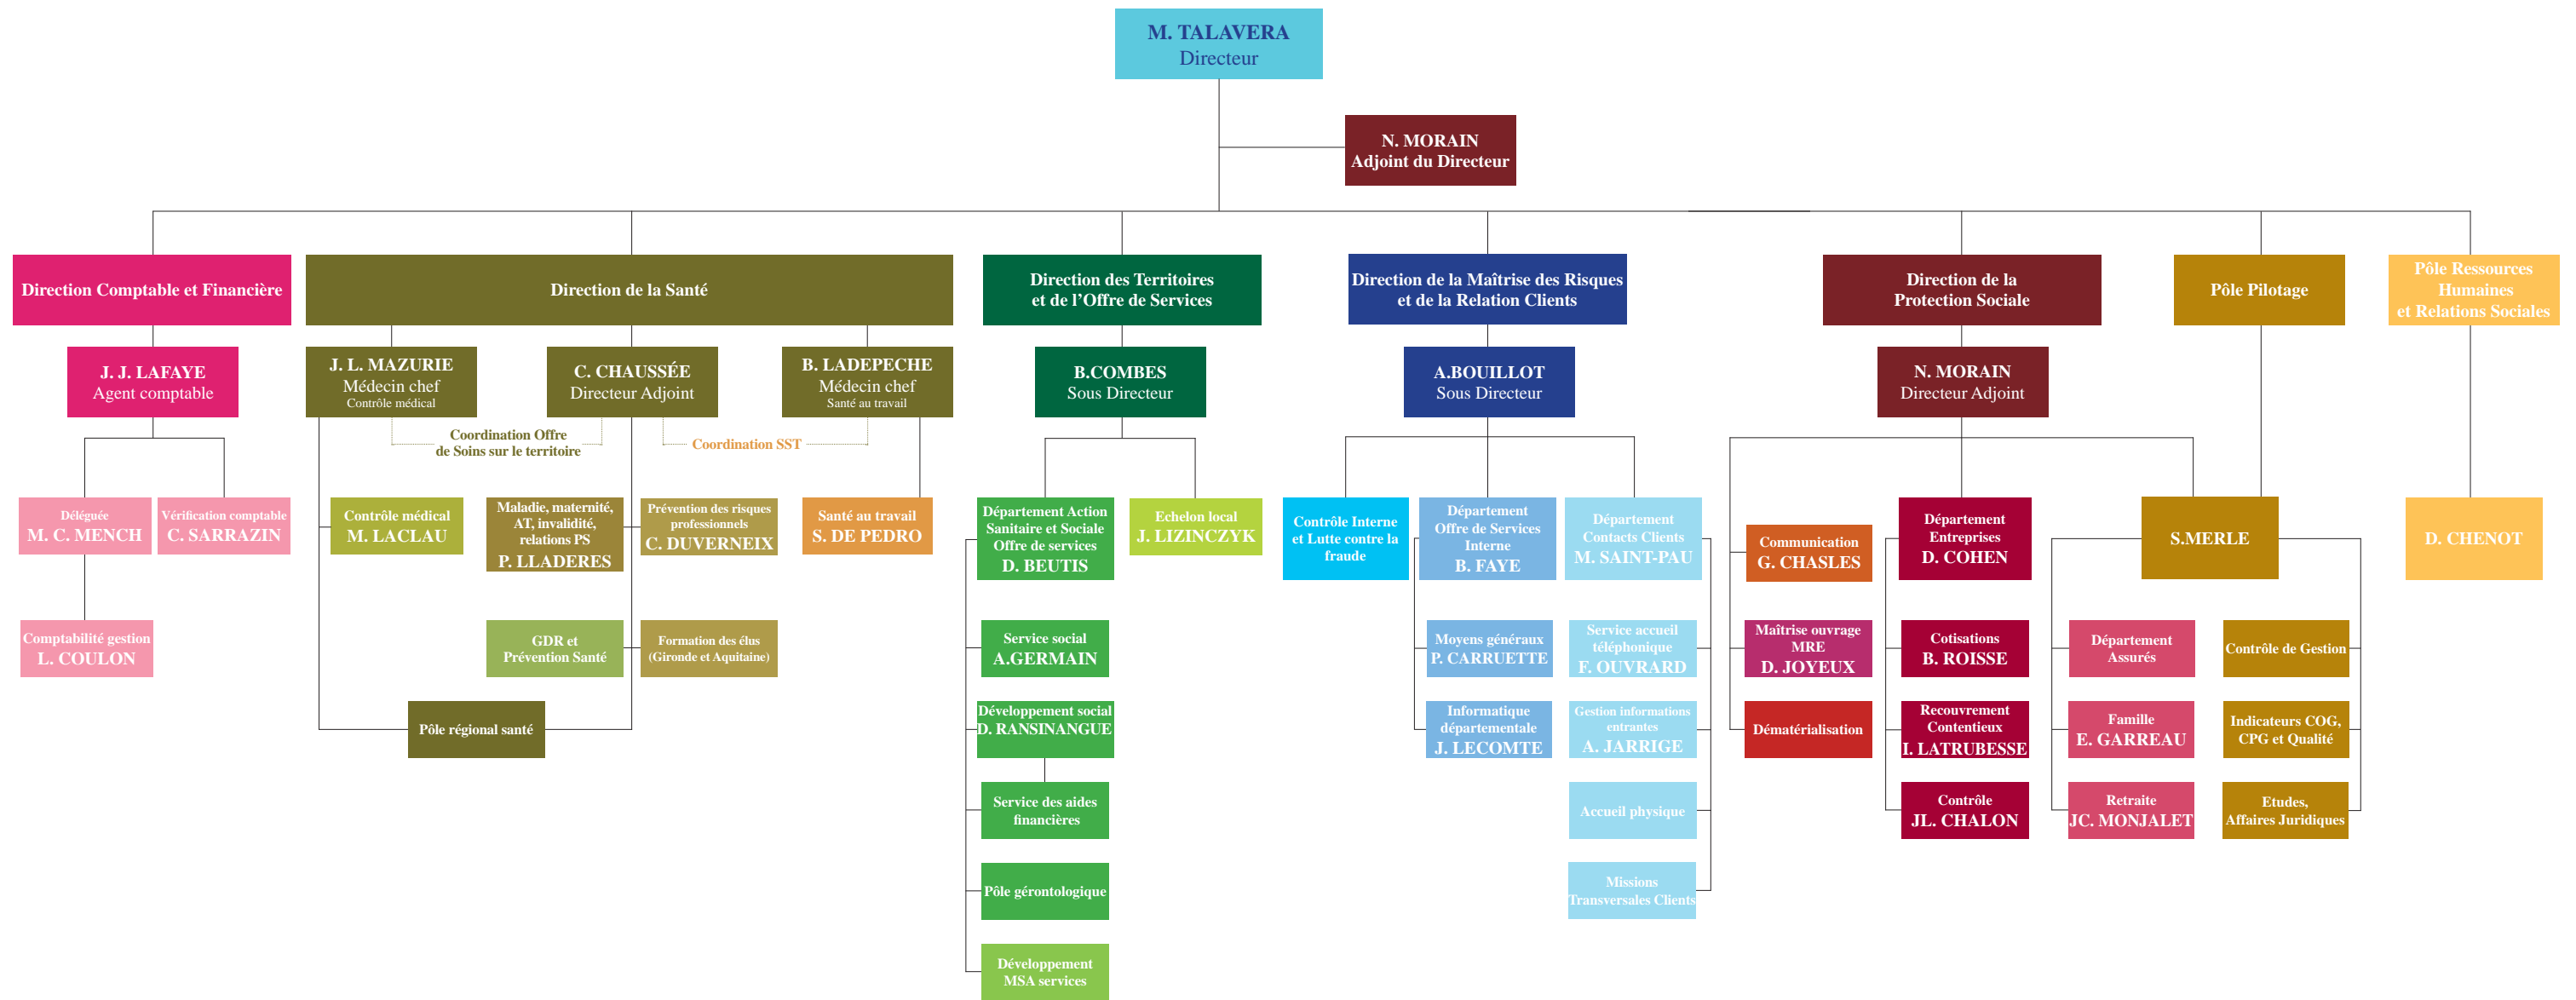 M. TALAVERA
Directeur
N. MORAIN
Adjoint du Directeur
Direction Comptable et Financière
Direction de la Santé
Direction des Territoires
et de l’Offre de Services
Direction de la Maîtrise des Risques
et de la Relation Clients
Direction de la
Protection Sociale
Pôle Pilotage
Pôle Ressources
Humaines
et Relations Sociales
J. J. LAFAYE
Agent comptable
J. L. MAZURIE
Médecin chef
Contrôle médical
C. CHAUSSÉE
Directeur Adjoint
B. LADEPECHE
Médecin chef
Santé au travail
B.COMBES
Sous Directeur
A.BOUILLOT
Sous Directeur
N. MORAIN
Directeur Adjoint
Coordination Offre
de Soins sur le territoire
Coordination SST
Déléguée
M. C. MENCH
Vérification comptable
C. SARRAZIN
Contrôle médical
M. LACLAU
Maladie, maternité,
AT, invalidité,
relations PS
P. LLADERES
Prévention des risques
professionnels
C. DUVERNEIX
Santé au travail
S. DE PEDRO
Département Action
Sanitaire et Sociale
Offre de services
D. BEUTIS
Echelon local
J. LIZINCZYK
Contrôle Interne
et Lutte contre la
fraude
Département
Offre de Services
Interne
B. FAYE
Département
Contacts Clients
M. SAINT-PAU
Communication
G. CHASLES
Département
Entreprises
D. COHEN
S.MERLE
D. CHENOT
Comptabilité gestion
L. COULON
GDR et
Prévention Santé
Formation des élus
(Gironde et Aquitaine)
Service social
A.GERMAIN
Moyens généraux
P. CARRUETTE
Service accueil
téléphonique
F. OUVRARD
Maîtrise ouvrage
MRE
D. JOYEUX
Cotisations
B. ROISSE
Département
Assurés
Contrôle de Gestion
Pôle régional santé
Développement social
D. RANSINANGUE
Informatique
départementale
J. LECOMTE
Gestion informations
entrantes
A. JARRIGE
Dématérialisation
Recouvrement
Contentieux
I. LATRUBESSE
Famille
E. GARREAU
Indicateurs COG,
CPG et Qualité
Service des aides
financières
Accueil physique
Contrôle
JL. CHALON
Retraite
JC. MONJALET
Etudes,
Affaires Juridiques
Pôle gérontologique
Missions
Transversales Clients
Développement
MSA services